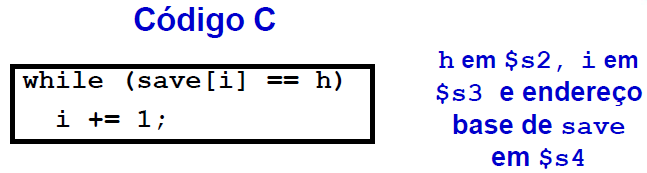 Código C
while (save[i] == h)
i += 1;
h em $s2, i em
$s3 e endereço
base de save
em $s4